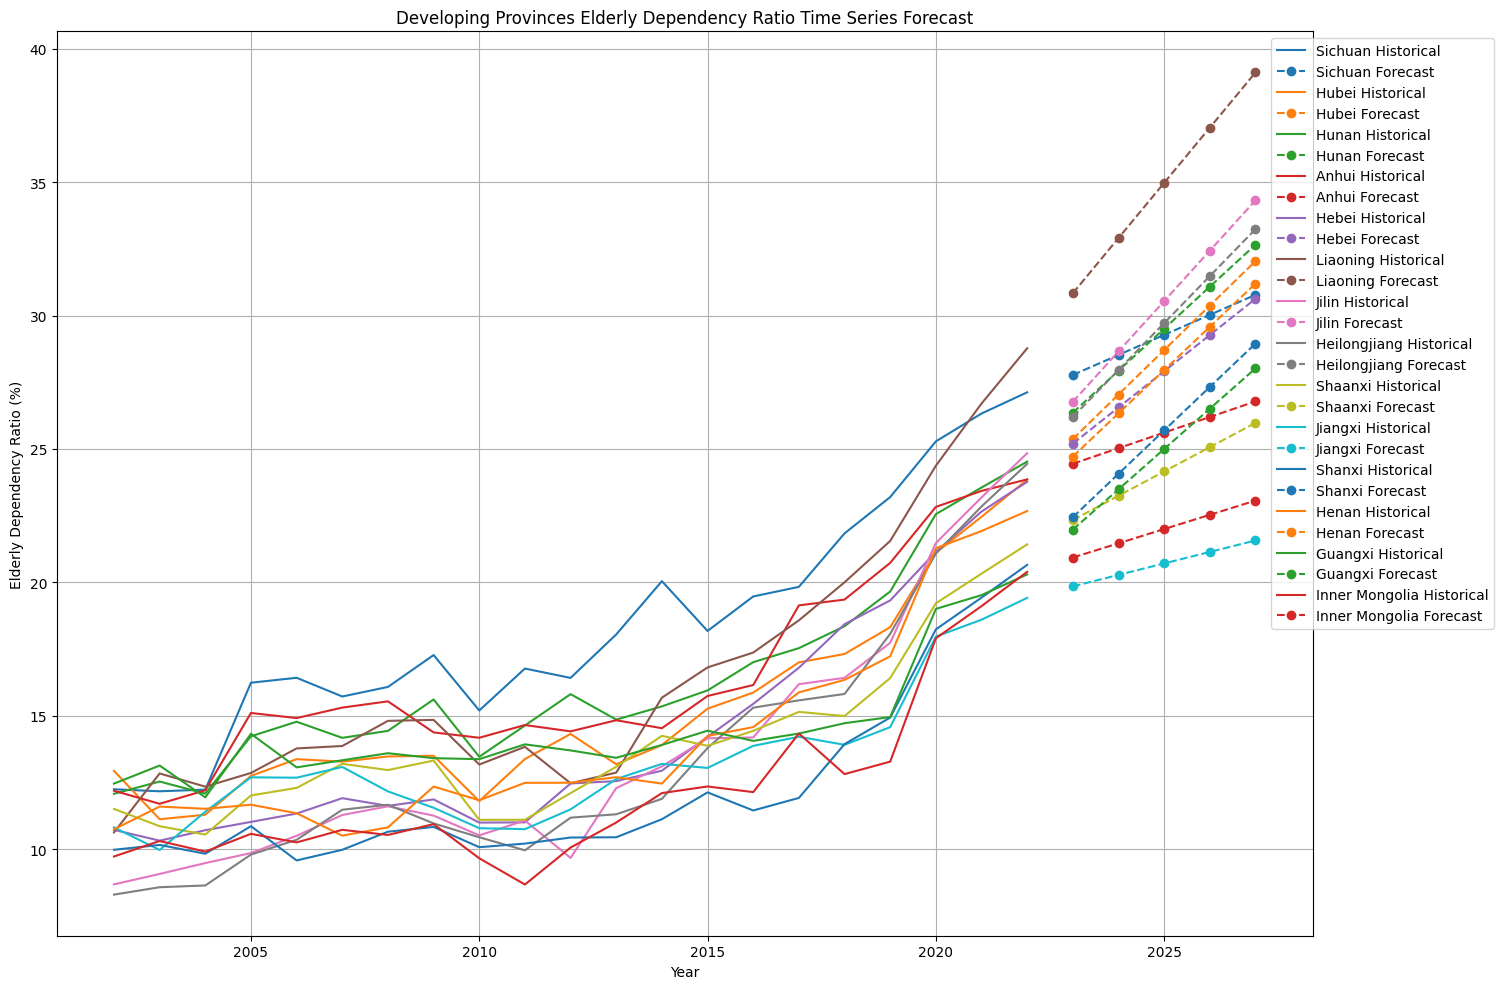 Developing Provinces Elderly Dependency Ratio Time Series Forecast
40
35
30
25
20
15
10
Elderly Dependency Ratio (%)
2005
2010
2015
2020
2025
Year
Sichuan Historical
Sichuan Forecast
Hubei Historical
Hubei Forecast
Hunan Historical
Hunan Forecast
Anhui Historical
Anhui Forecast
Hebei Historical
Hebei Forecast
Liaoning Historical
Liaoning Forecast
Jilin Historical
Jilin Forecast
Heilongjiang Historical
Heilongjiang Forecast
Shaanxi Historical
Shaanxi Forecast
Jiangxi Historical
Jiangxi Forecast
Shanxi Historical
Shanxi Forecast
Henan Historical
Henan Forecast
Guangxi Historical
Guangxi Forecast
Inner Mongolia Historical
Inner Mongolia Forecast